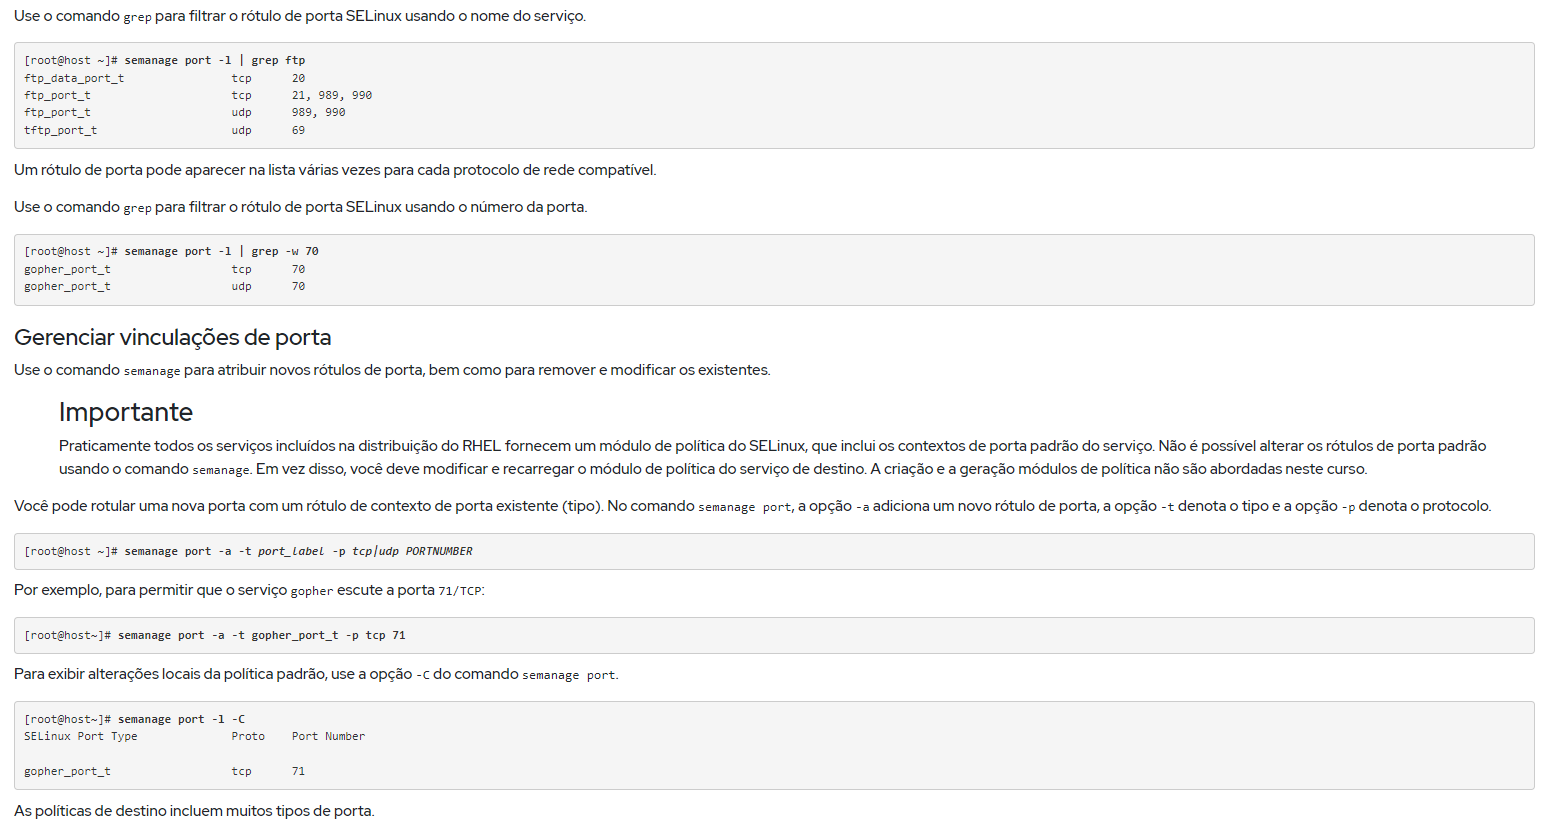 Use o comando grep para filtrar o rótulo de porta SELinux usando o nome do serviço.
[root@host ~]# semanage port -l | grep ftp
ftp_data_port_t tcp 20
ftp_port_t tcp 21, 989, 990
ftp_port_t udp 989, 990
tftp_port_t udp 69
Um rótulo de porta pode aparecer na lista várias vezes para cada protocolo de rede compatível.
Use o comando grep para filtrar o rótulo de porta SELinux usando o número da porta.
[root@host ~]# semanage port -l | grep -w 70
gopher_port_t tcp 70
gopher_port_t udp 70
Gerenciar vinculações de porta
Use o comando semanage para atribuir novos rótulos de porta, bem como para remover e modificar os existentes.
Importante
Praticamente todos os serviços incluídos na distribuição do RHEL fornecem um módulo de política do SELinux, que inclui os contextos de porta padrão do serviço. Não é possível alterar os rótulos de porta padrão
usando o comando semanage. Em vez disso, você deve modificar e recarregar o módulo de política do serviço de destino. A criação e a geração módulos de política não são abordadas neste curso.
Você pode rotular uma nova porta com um rótulo de contexto de porta existente (tipo). No comando semanage port, a opção -a adiciona um novo rótulo de porta, a opção -t denota o tipo e a opção -p denota o protocolo.
[root@host ~]# semanage port -a -t port_label -p tcp|udp PORTNUMBER
Por exemplo, para permitir que o serviço gopher escute a porta 71/TCP:
[root@host~]# semanage port -a -t gopher_port_t -p tcp 71
Para exibir alterações locais da política padrão, use a opção -C do comando semanage port.
[root@host~]# semanage port -l -C
SELinux Port Type Proto Port Number
gopher_port_t tcp 71
As políticas de destino incluem muitos tipos de porta.